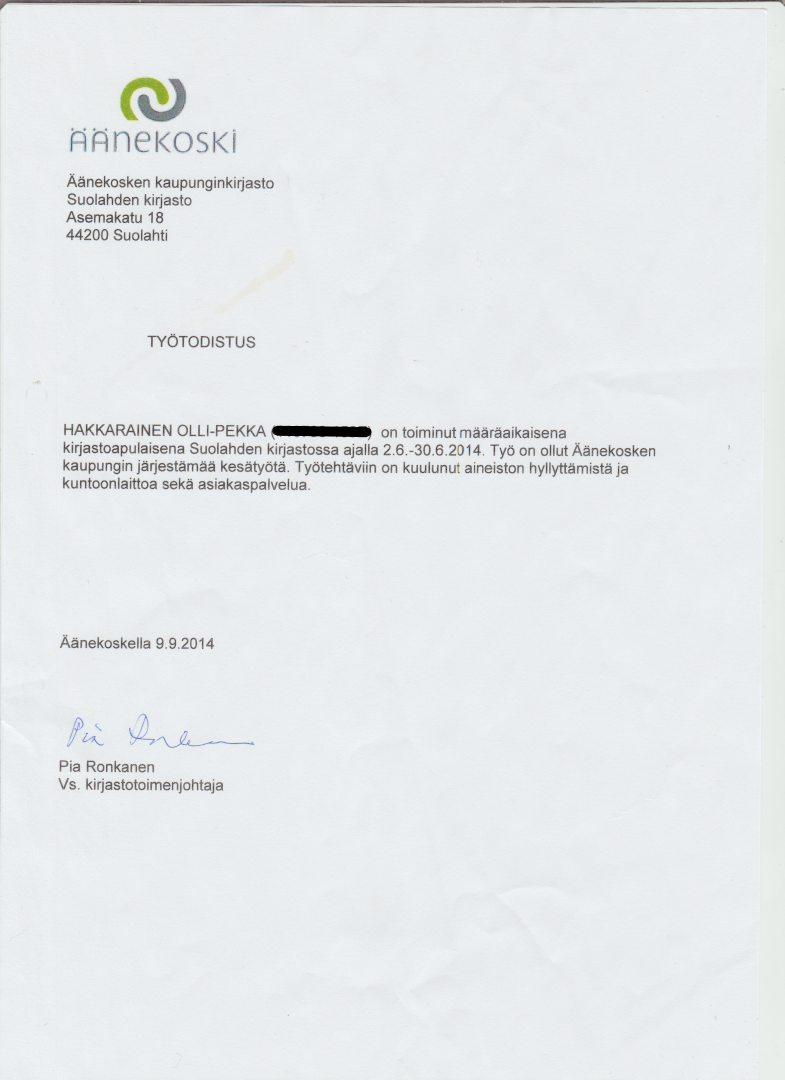 ÄÄNEKOSKI
Äänekosken kaupunginkirjasto
Suolahden kirjasto
Asemakatu 18
44200 Suolahti
TYÖTODISTUS
HAKKARAINEN OLLI-PEKKA ( ) on toiminut määräaikaisena
kirjastoapulaisena Suolahden kirjastossa ajalla 2.6.-30.6.2014. Työ on ollut Äänekosken
kaupungin järjestämää kesätyötä. Työtehtäviin on kuulunut aineiston hyllyttämistä ja
kuntoonlaittoa sekä asiakaspalvelua.
Äänekoskella 9.9.2014
Pia Ronkanen
Pia Ronkanen
Vs. kirjastotoimenjohtaja